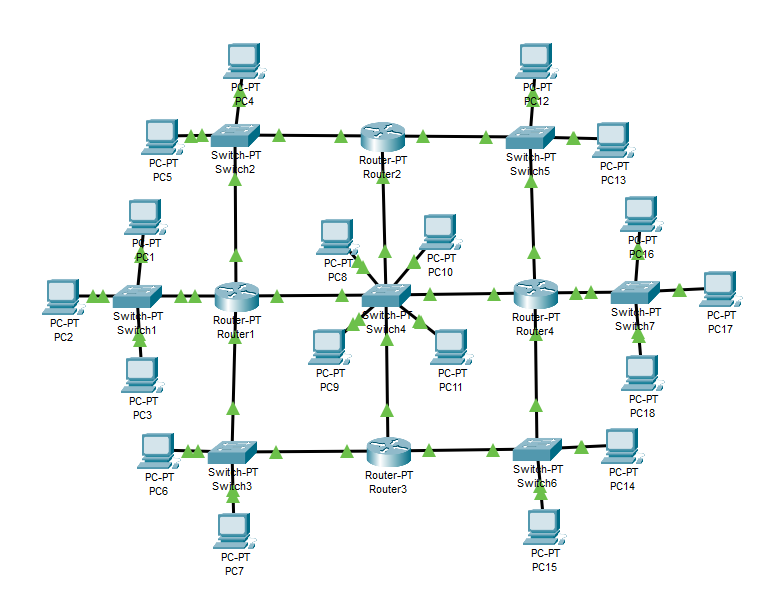 PC-PT
PC4
PC-PT
PC12
PC-PT
PC5
Switch-PT
Switch2
Router-PT
Router2
Switch-PT
Switch5
PC-PT
PC13
PC-PT
PC1
PC-PT
PC8
PC-PT
PC10
PC-PT
PC16
PC-PT
PC2
Switch-PT
Switch1
Router-PT
Router1
Switch-PT
Switch4
Router-PT
Router4
Switch-PT
Switch7
PC-PT
PC17
PC-PT
PC3
PC-PT
PC9
PC-PT
PC11
PC-PT
PC18
PC-PT
PC6
Switch-PT
Switch3
Router-PT
Router3
Switch-PT
Switch6
PC-PT
PC14
PC-PT
PC7
PC-PT
PC15